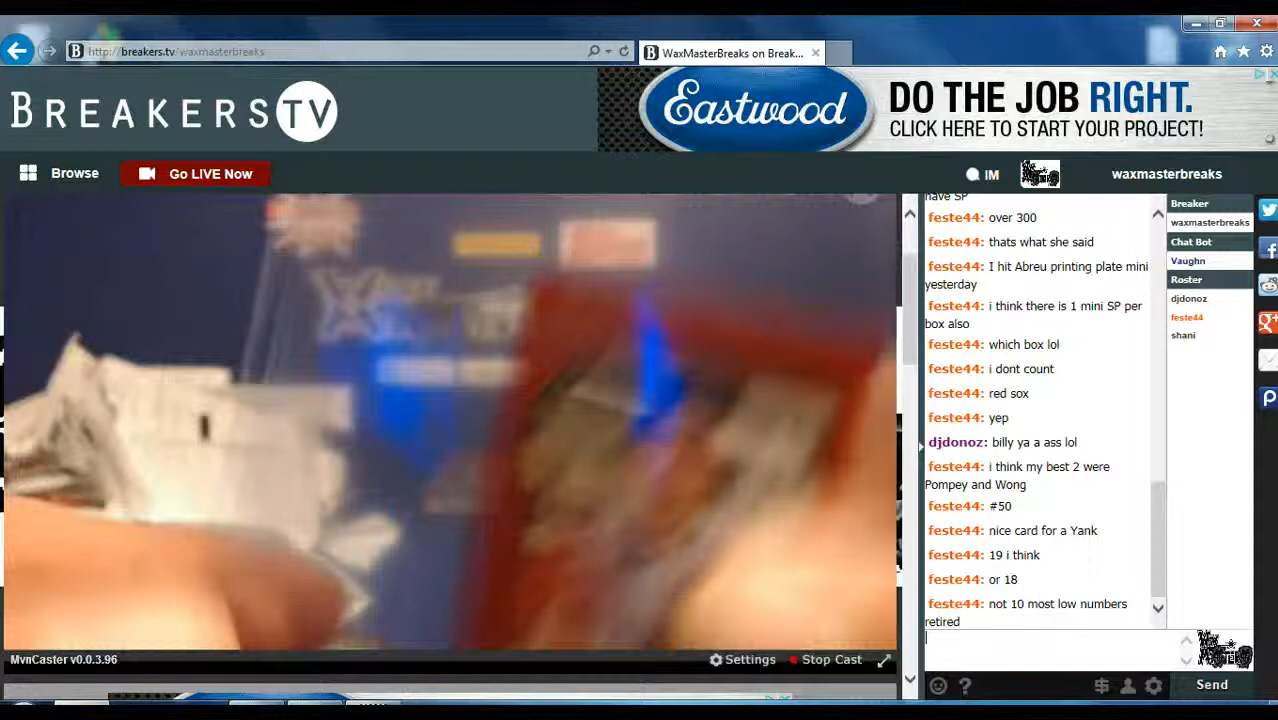 http://breakers.tv/waxmasterbreaks
WaxMasterBreaks on Break...
BREAKERS TV
Eastwood
DO THE JOB RIGHT.
CLICK HERE TO START YOUR PROJECT!
Browse
Go LIVE Now
IM
waxmasterbreaks
have SP
feste44: over 300
feste44: thats what she said
feste44: I hit Abreu printing plate mini
yesterday
feste44: i think there is 1 mini SP per
box also
feste44: which box lol
feste44: i dont count
feste44: red sox
feste44: yep
djdonoz: billy ya a ass lol
feste44: i think my best 2 were
Pompey and Wong
feste44: #50
feste44: nice card for a Yank
feste44: 19 i think
feste44: or 18
feste44: not 10 most low numbers
retired
Breaker
waxmasterbreaks
Chat Bot
Vaughn
Roster
djdonoz
feste44
shani
MvnCaster v0.0.3.96
Settings
Stop Cast
Send